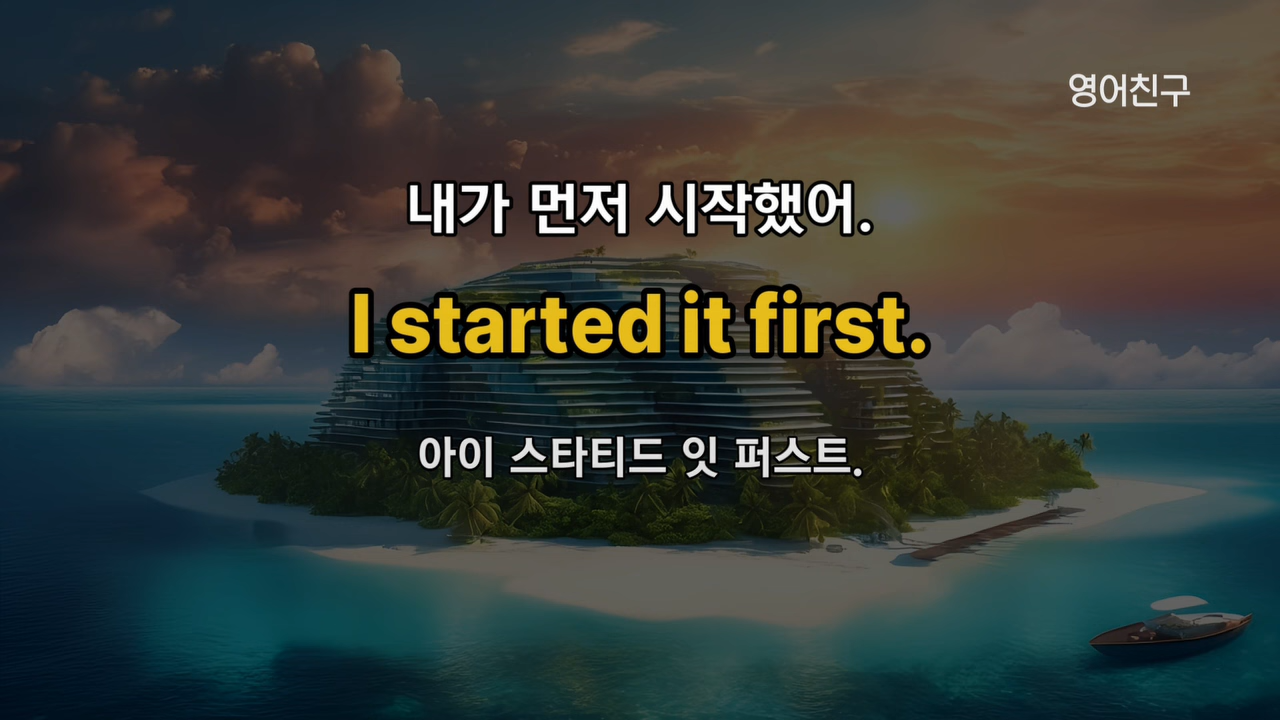 영어친구
내가 먼저 시작했어.
I started it first.
아이 스타티드 잇 퍼스트.